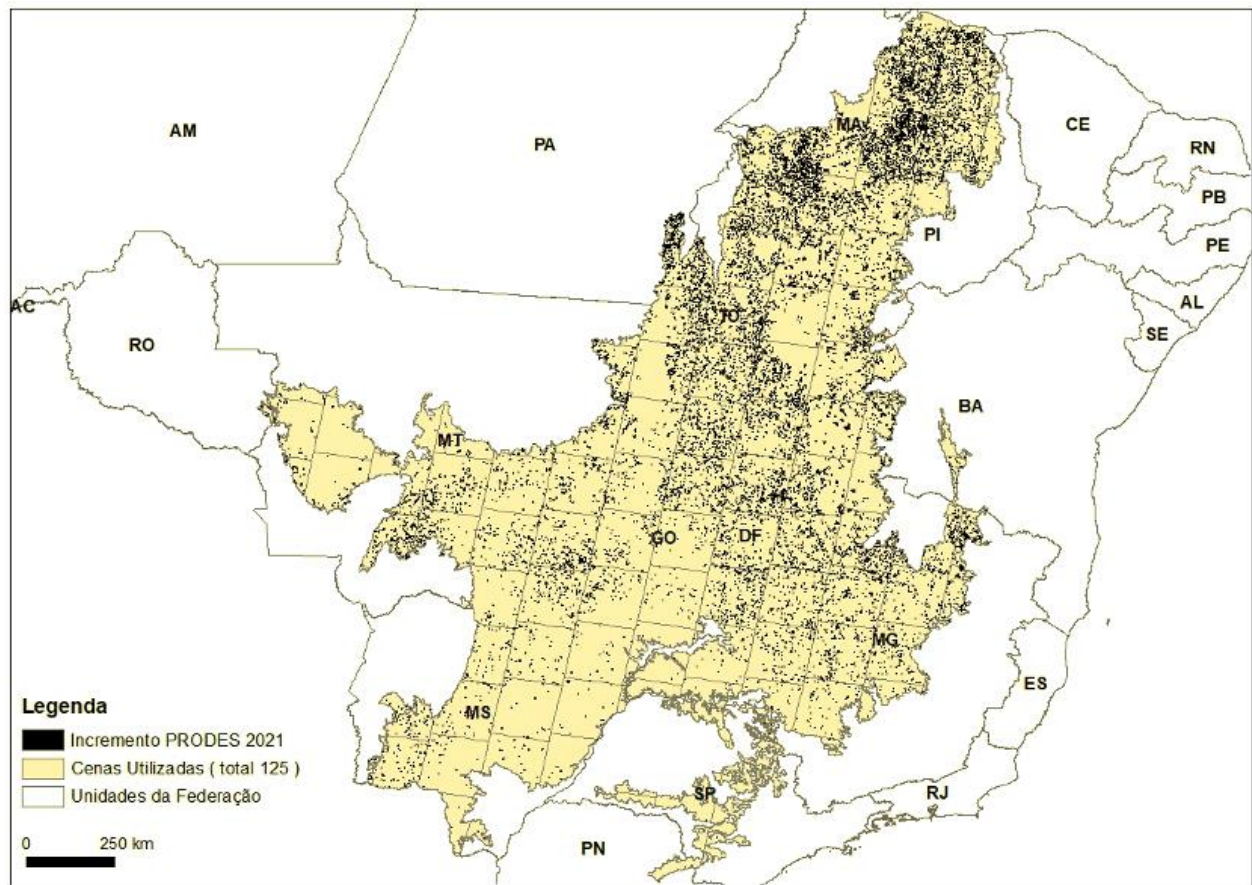 AM
PA
MA
CE
RN
PB
PI
PE
AC
AL
TO
SE
RO
BA
MT
GO
DF
MG
ES
MS
SP
RJ
PN
Legenda
Incremento PRODES 2021
Cenas Utilizadas ( total 125 )
Unidades da Federação
0 250 km